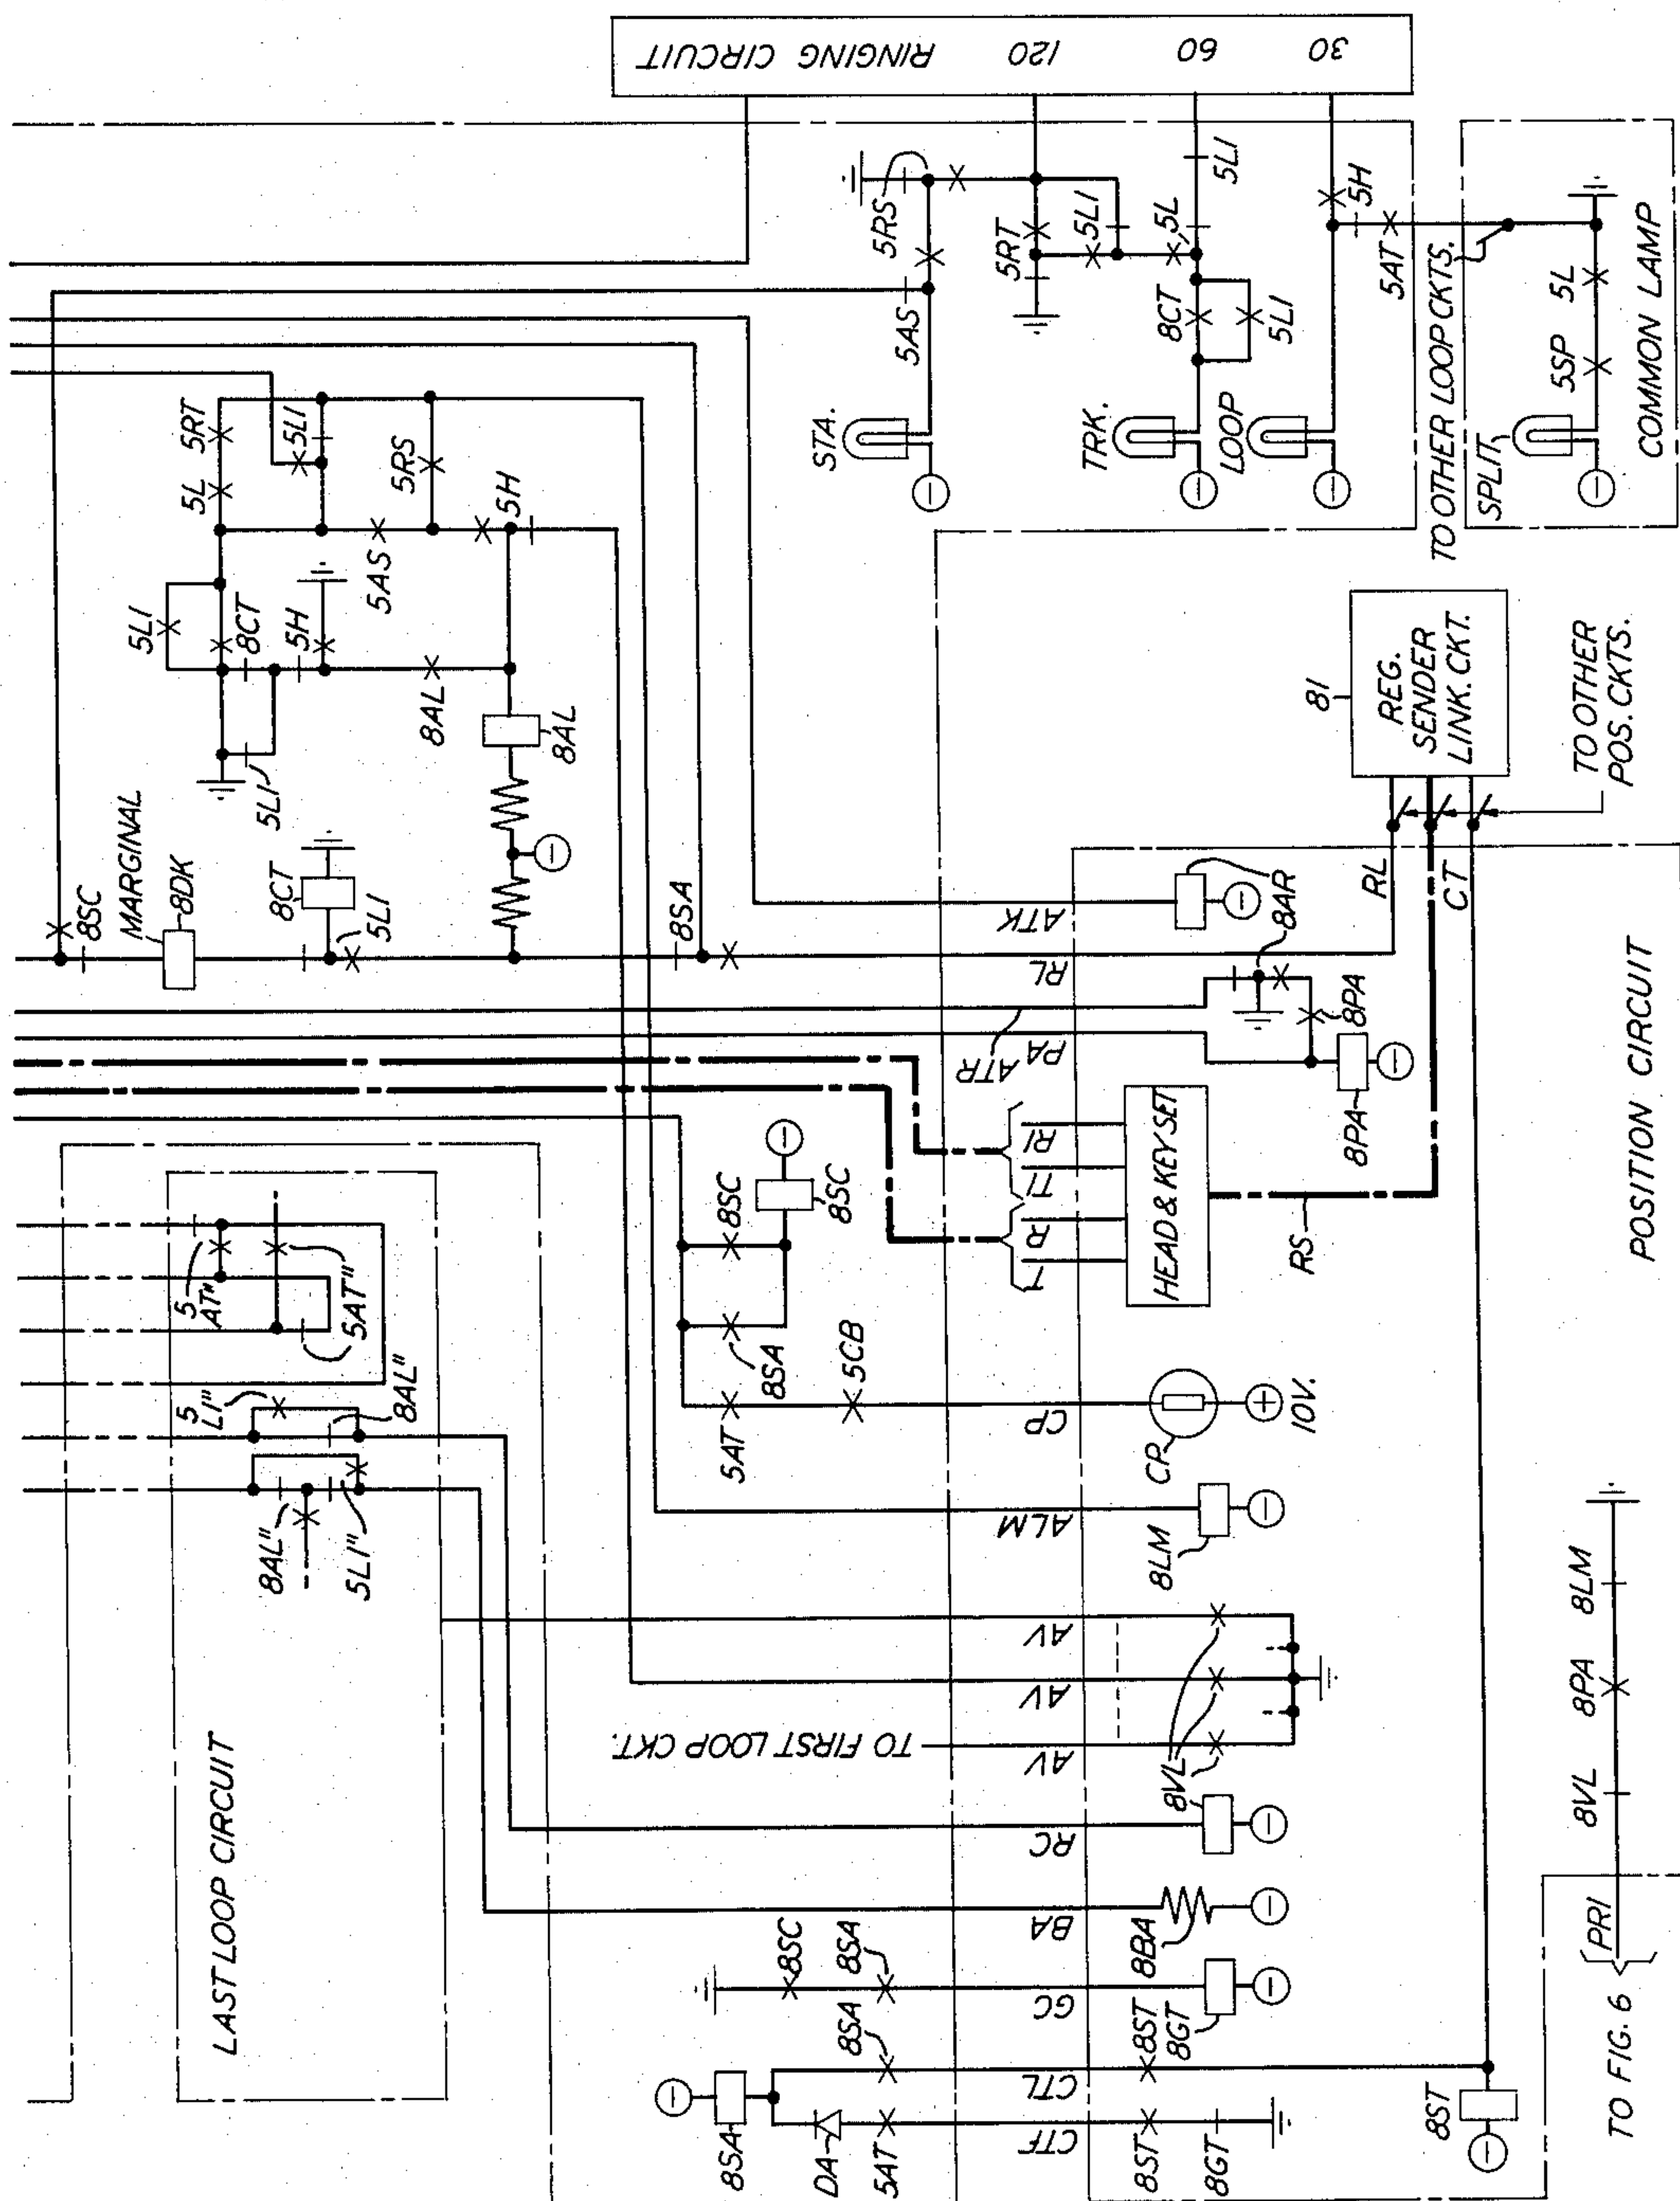 RINGING CIRCUIT
120
60
30
5RS
5AS
STA.
5RT
5LI
5L
5LI
8CT
5LI
TRK.
LOOP
5H
5AT
TO OTHER LOOP CKTS.
SPLIT
5SP
5L
COMMON LAMP
5RT
5L
5LI
5RS
5H
5AS
5LI
8CT
5H
8AL
8AL
5LI
8SC
MARGINAL
8DK
8CT
5LI
8SA
81
REG.
SENDER
LINK. CKT.
TO OTHER
POS. CKTS.
RL
CT
ATK
8AR
RL
ATR
PA
8PA
8PA
RI
TI
R
T
HEAD & KEY SET
RS
POSITION CIRCUIT
8SC
8SC
8SA
5CB
5AT
CP
CP
10V.
ALM
8LM
5
AT"
5AT"
5
LI"
8AL"
8AL"
5LI"
LAST LOOP CIRCUIT
AV
AV
AV
TO FIRST LOOP CKT.
8VL
RC
BA
8BA
8SC
8SA
GC
8GT
8SA
CTL
8ST
8SA
DA
5AT
CTF
8ST
8GT
8ST
8VL
8PA
8LM
PRI
TO FIG. 6